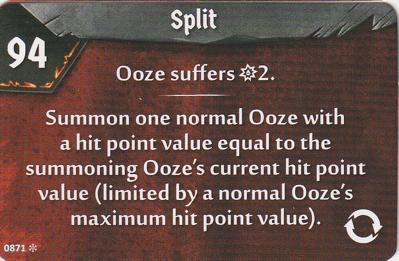 Split
94
Ooze suffers 2.
Summon one normal Ooze with
a hit point value equal to the
summoning Ooze's current hit point
value (limited by a normal Ooze's
maximum hit point value).
0871